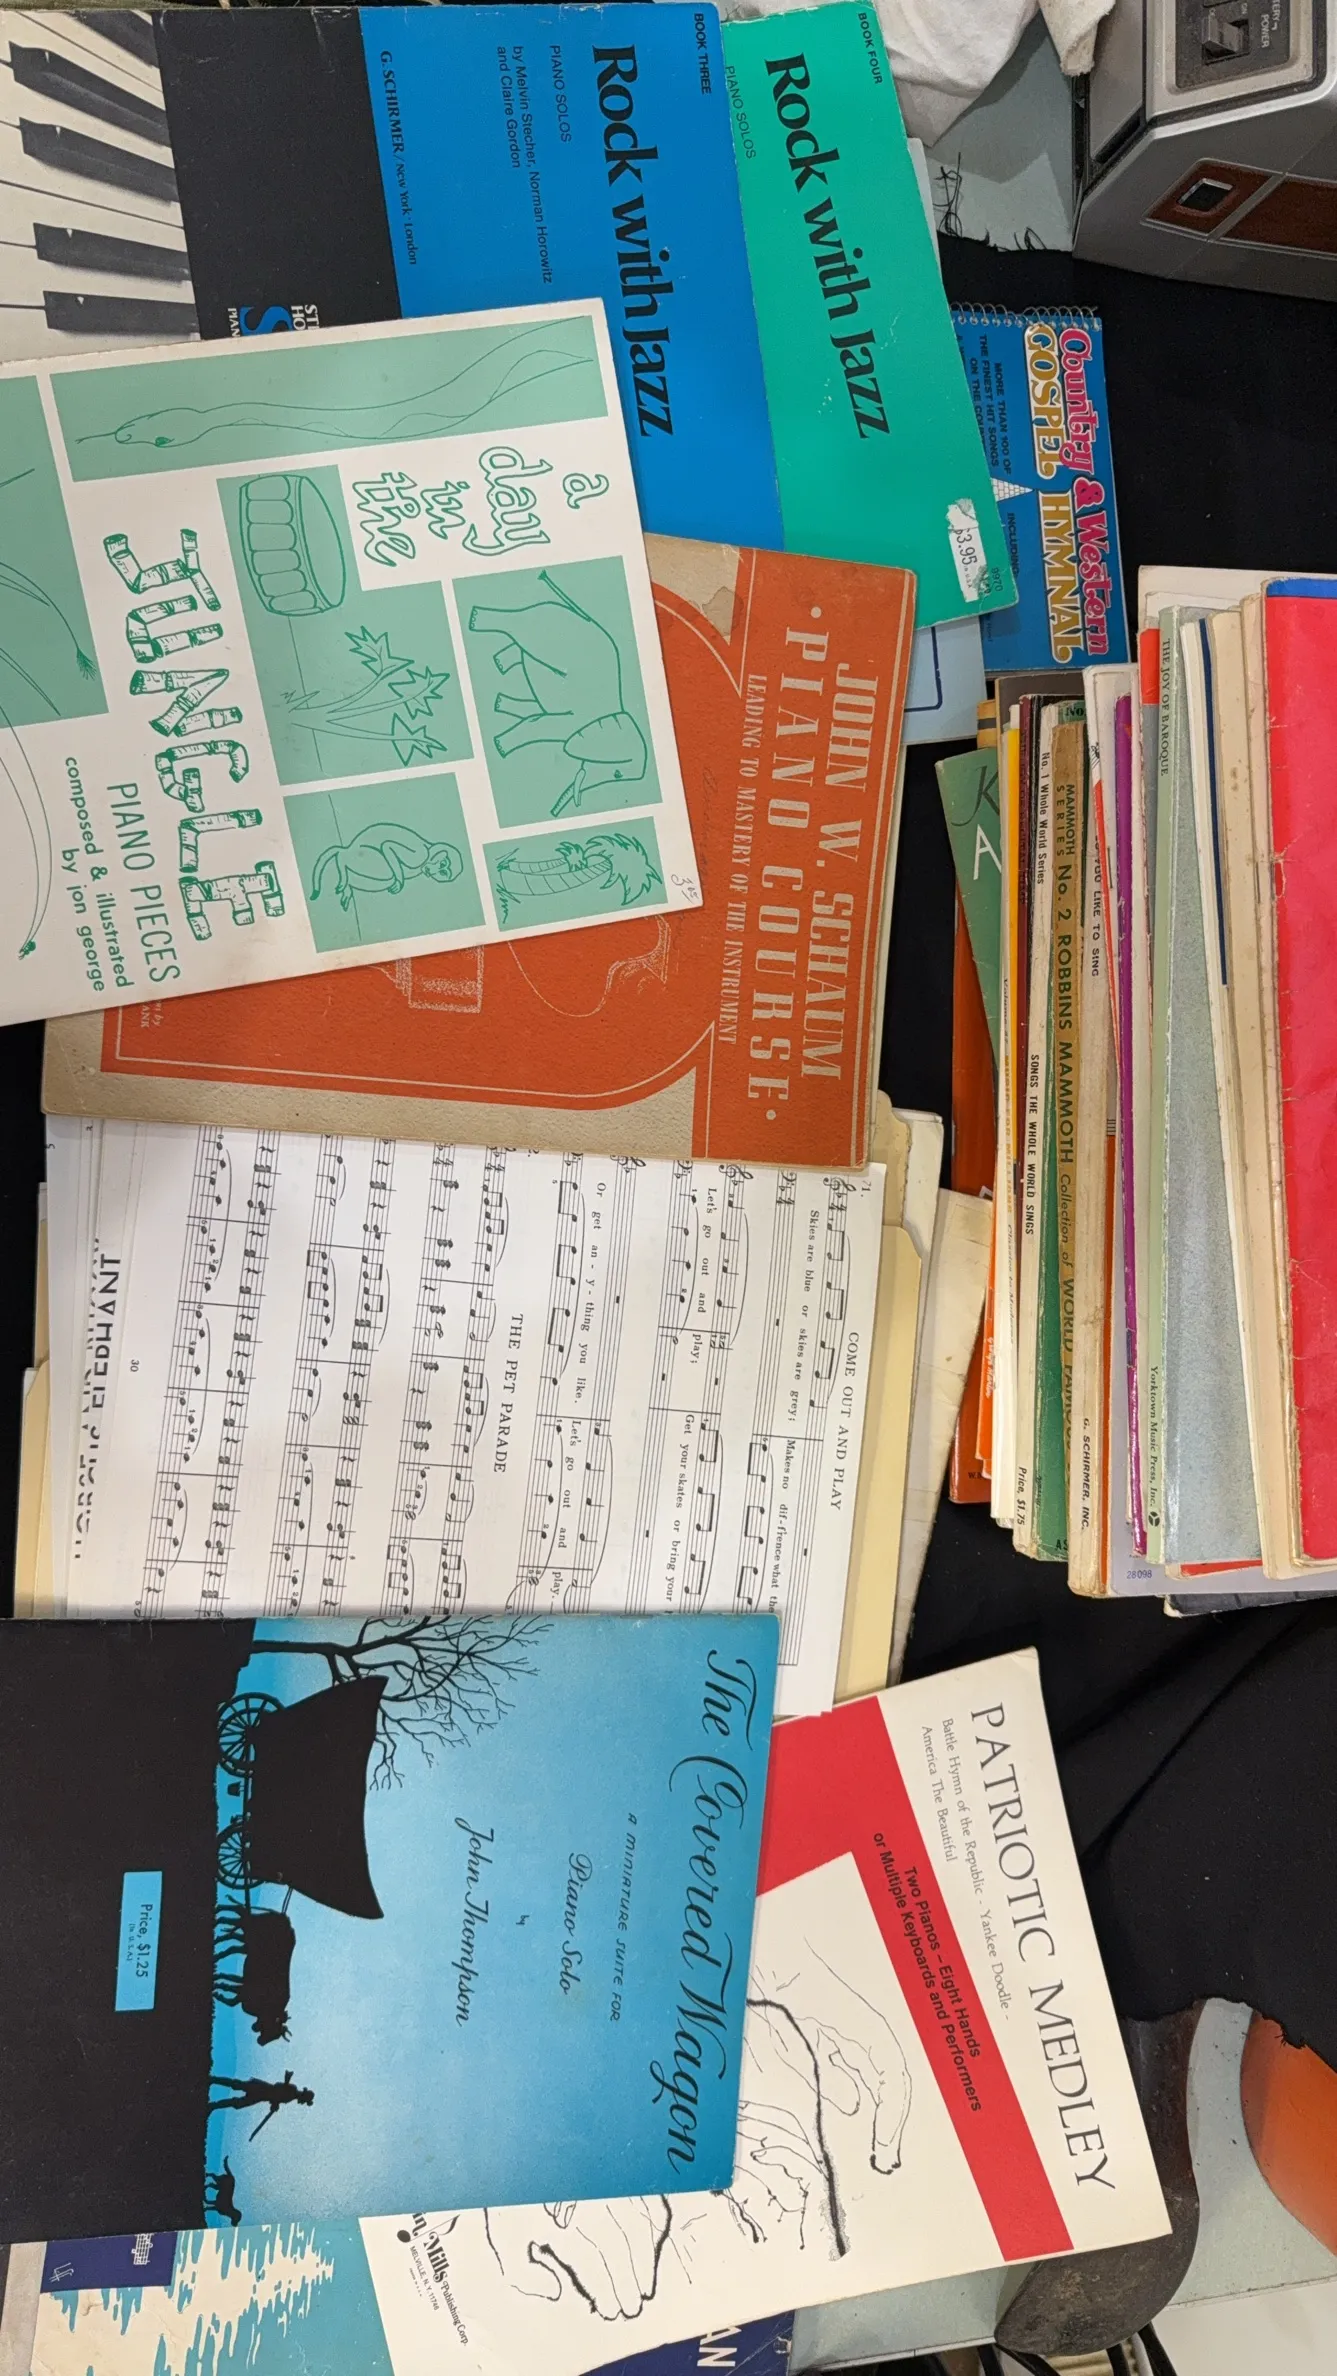 BOOK FOUR
Rock with Jazz
PIANO SOLOS
$3.95
BOOK THREE
Rock with Jazz
PIANO SOLOS
by Melvin Stecher, Norman Horowitz
and Claire Gordon
G. SCHIRMER / New York · London
POWER
Country & Western
GOSPEL HYMNAL
MORE THAN 100 OF
THE FINEST HIT SONGS
INCLUDING
a
day
in
the
JUNGLE
PIANO PIECES
composed & illustrated
by jon george
JOHN W. SCHAUM
• PIANO COURSE •
LEADING TO MASTERY OF THE INSTRUMENT
THE JOY OF BAROQUE
Yorktown Music Press, Inc.
28098
LIKE TO SING
G. SCHIRMER, INC.
MAMMOTH
SERIES No. 2 ROBBINS MAMMOTH Collection of WORLD
No. 1 Whole World Series
SONGS THE WHOLE WORLD SINGS
Price, $1.75
71.
COME OUT AND PLAY
Skies are blue or skies are grey; Makes no dif-f'rence what the
Let's go out and play; Get your skates or bring your
Or get an-y-thing you like. Let's go out and play.
THE PET PARADE
30
PATRIOTIC MEDLEY
Battle Hymn of the Republic - Yankee Doodle -
America The Beautiful
Two Pianos – Eight Hands
or Multiple Keyboards and Performers
Mills Publishing Corp.
MELVILLE, N.Y. 11746
The Covered Wagon
A MINIATURE SUITE FOR
Piano Solo
by
John Thompson
Price, $1.25
(In U.S.A.)